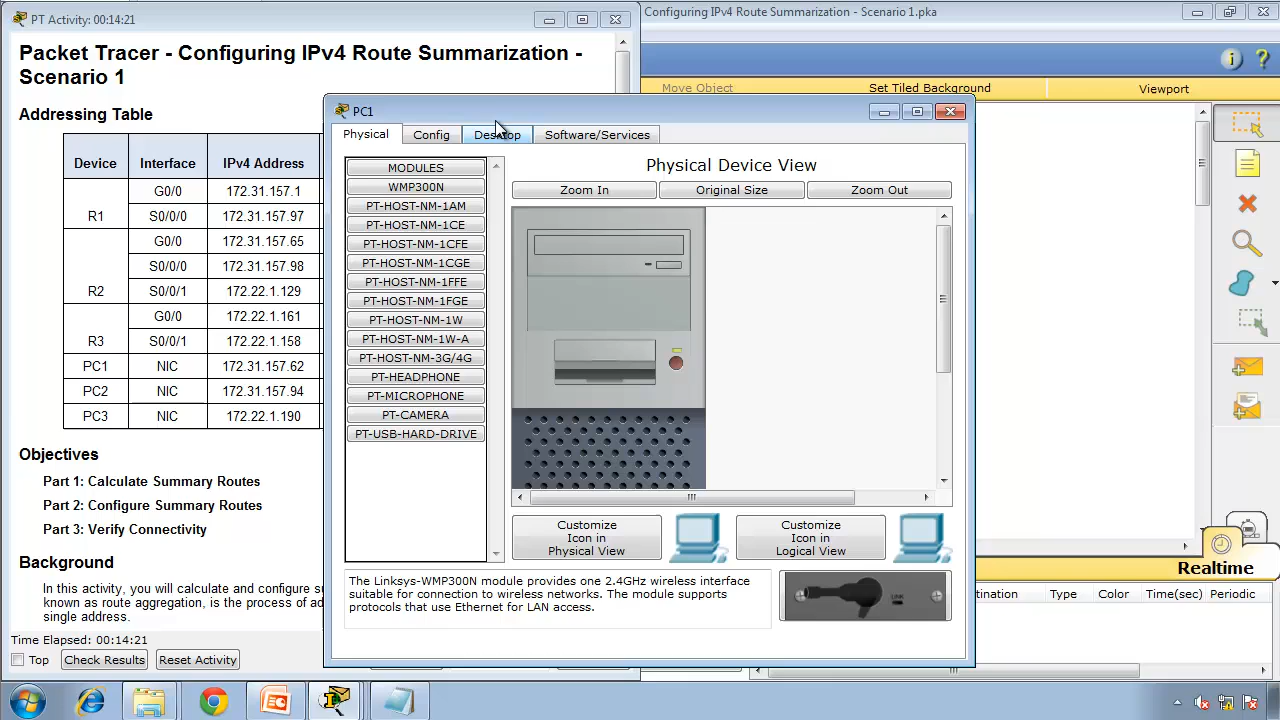 PT Activity: 00:14:21
Configuring IPv4 Route Summarization - Scenario 1.pka
Packet Tracer - Configuring IPv4 Route Summarization -
Scenario 1
Move Object
Set Tiled Background
Viewport
Addressing Table
Device Interface IPv4 Address
R1 G0/0 172.31.157.1
S0/0/0 172.31.157.97
R2 G0/0 172.31.157.65
S0/0/0 172.31.157.98
S0/0/1 172.22.1.129
R3 G0/0 172.22.1.161
S0/0/1 172.22.1.158
PC1 NIC 172.31.157.62
PC2 NIC 172.31.157.94
PC3 NIC 172.22.1.190
Objectives
Part 1: Calculate Summary Routes
Part 2: Configure Summary Routes
Part 3: Verify Connectivity
Background
In this activity, you will calculate and configure
known as route aggregation, is the process of
single address.
Time Elapsed: 00:14:21
Top
Check Results
Reset Activity
PC1
Physical
Config
Desktop
Software/Services
MODULES
WMP300N
PT-HOST-NM-1AM
PT-HOST-NM-1CE
PT-HOST-NM-1CFE
PT-HOST-NM-1CGE
PT-HOST-NM-1FFE
PT-HOST-NM-1FGE
PT-HOST-NM-1W
PT-HOST-NM-1W-A
PT-HOST-NM-3G/4G
PT-HEADPHONE
PT-MICROPHONE
PT-CAMERA
PT-USB-HARD-DRIVE
Physical Device View
Zoom In
Original Size
Zoom Out
Customize
Icon in
Physical View
Customize
Icon in
Logical View
The Linksys-WMP300N module provides one 2.4GHz wireless interface
suitable for connection to wireless networks. The module supports
protocols that use Ethernet for LAN access.
LINK
Realtime
Type
Color
Time(sec)
Periodic